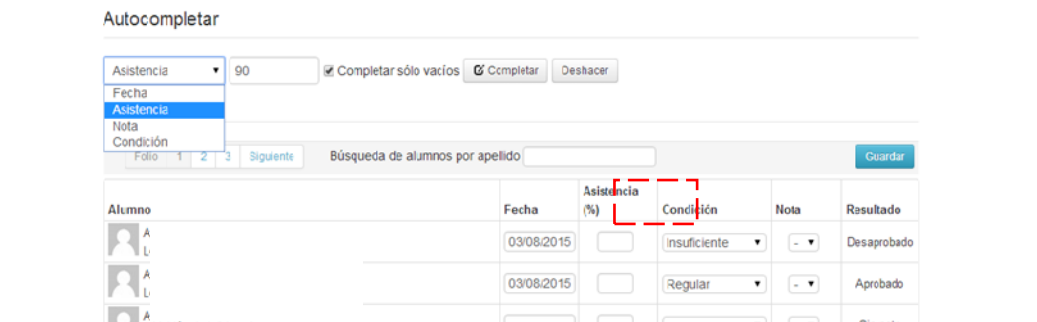 Autocompletar
Asistencia 90 Completar sólo vacíos Completar Deshacer
Fecha
Asistencia
Nota
Condición
Folio 1 2 3 Siguiente Búsqueda de alumnos por apellido Guardar
Alumno Fecha Asistencia (%) Condición Nota Resultado
A
L
03/08/2015 Insuficiente - Desaprobado
A
L
03/08/2015 Regular - Aprobado
A